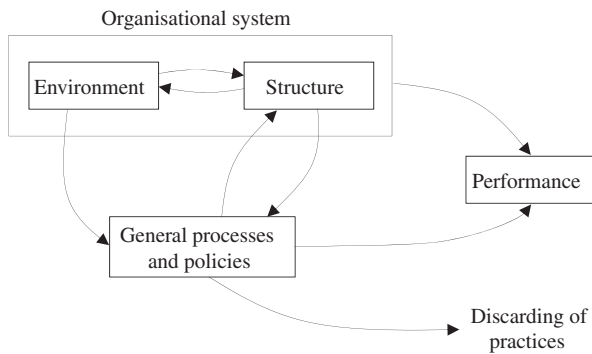 Organisational system
Environment
Structure
Performance
General processes
and policies
Discarding of
practices